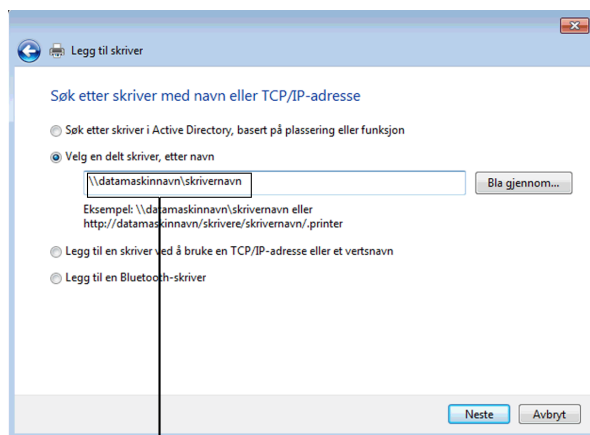 Legg til skriver
Søk etter skriver med navn eller TCP/IP-adresse
Søk etter skriver i Active Directory, basert på plassering eller funksjon
Velg en delt skriver, etter navn
\\datamaskinnavn\skrivernavn
Bla gjennom...
Eksempel: \\datamaskinnavn\skrivernavn eller
http://datamaskinnavn/skrivere/skrivernavn/.printer
Legg til en skriver ved å bruke en TCP/IP-adresse eller et vertsnavn
Legg til en Bluetooth-skriver
Neste
Avbryt